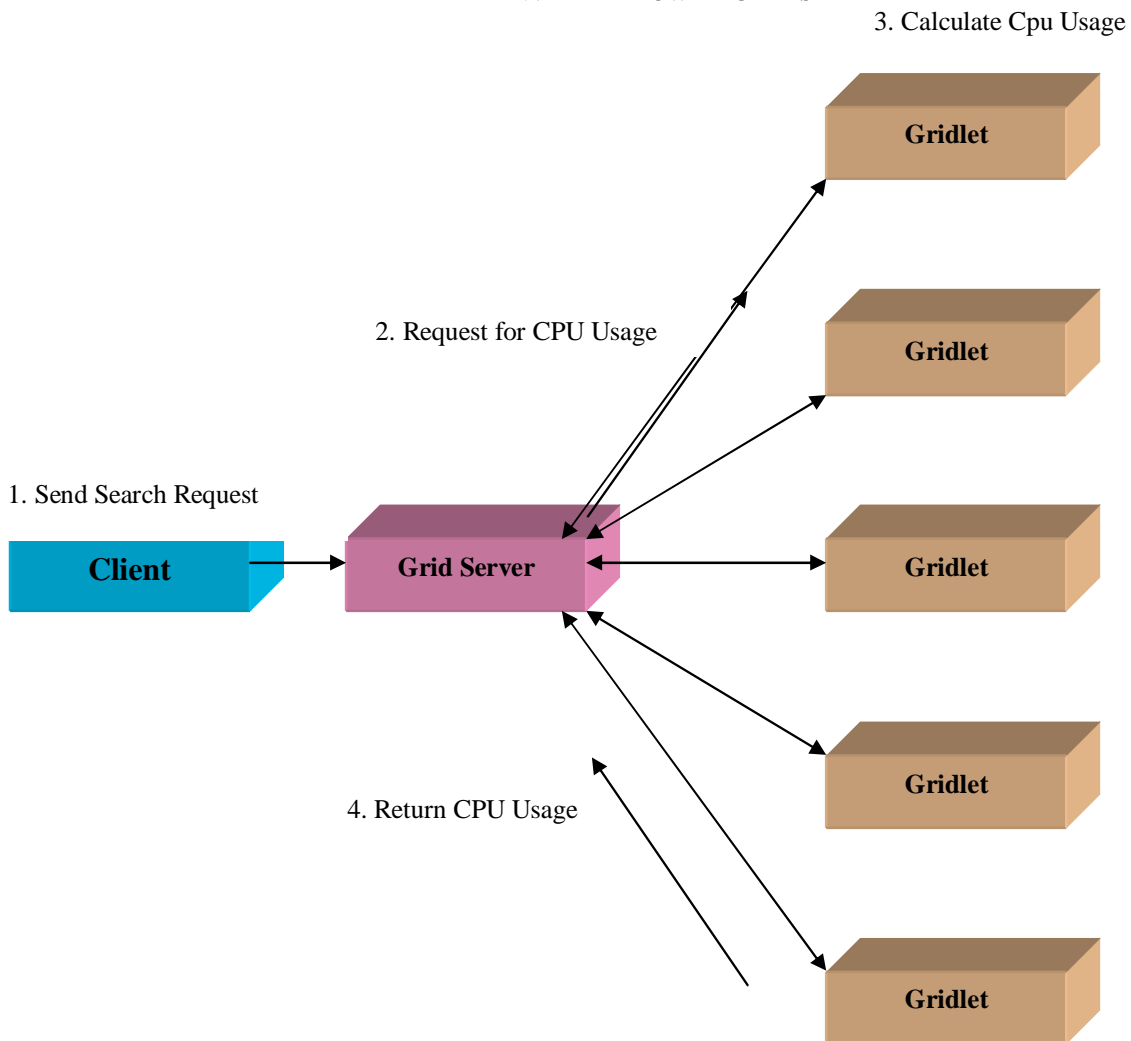 3. Calculate Cpu Usage
Gridlet
2. Request for CPU Usage
Gridlet
1. Send Search Request
Client
Grid Server
Gridlet
Gridlet
4. Return CPU Usage
Gridlet